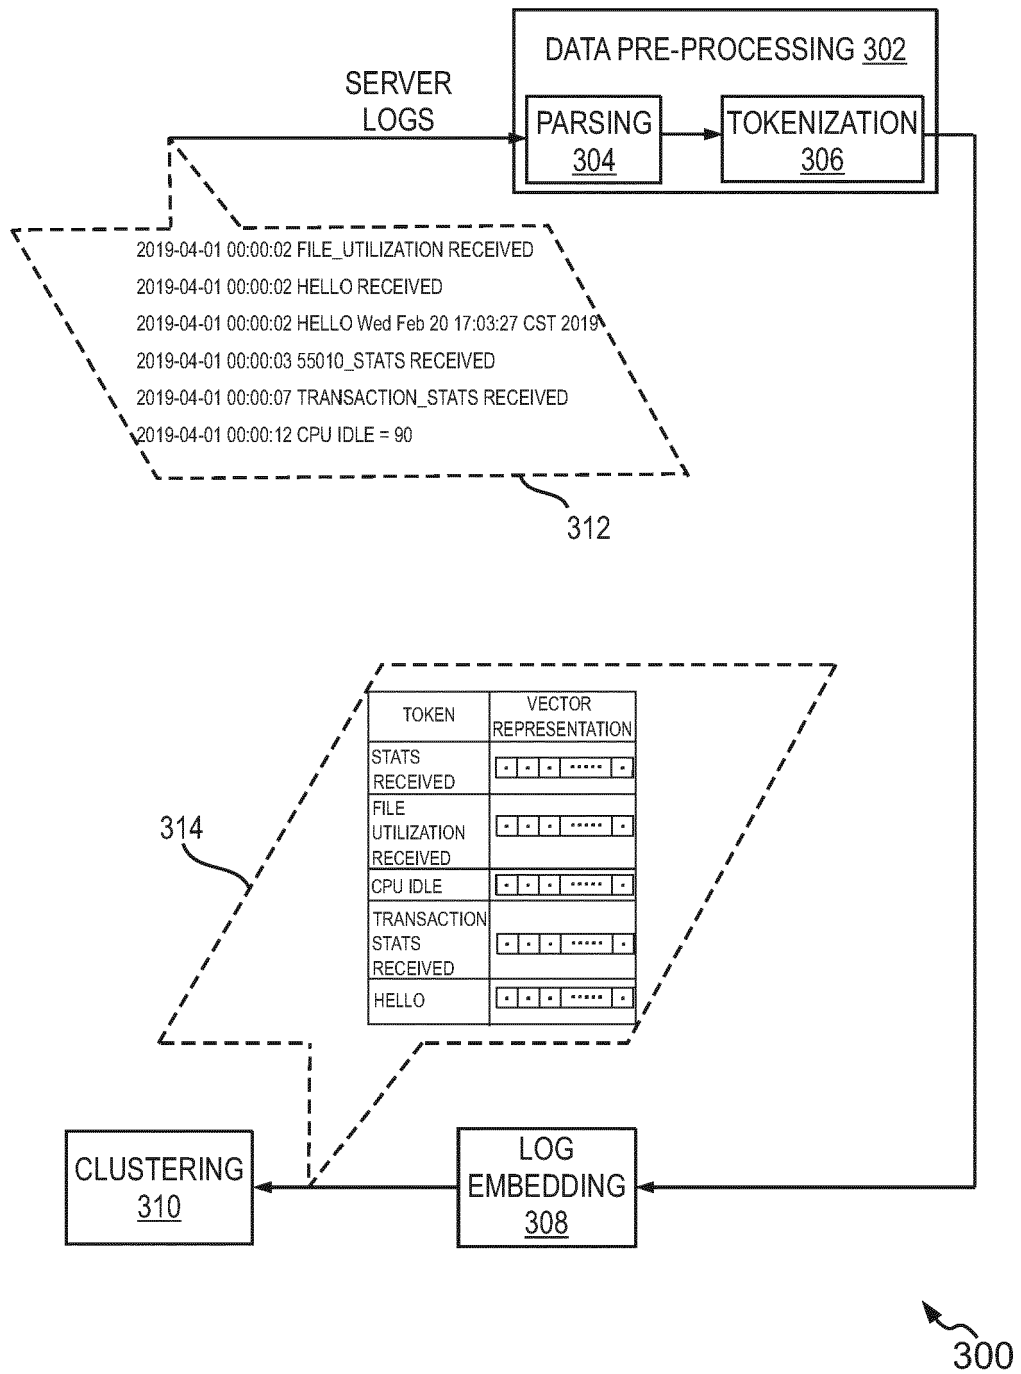 DATA PRE-PROCESSING 302
SERVER
LOGS
PARSING
304
TOKENIZATION
306
2019-04-01 00:00:02 FILE_UTILIZATION RECEIVED
2019-04-01 00:00:02 HELLO RECEIVED
2019-04-01 00:00:02 HELLO Wed Feb 20 17:03:27 CST 2019
2019-04-01 00:00:03 55010_STATS RECEIVED
2019-04-01 00:00:07 TRANSACTION_STATS RECEIVED
2019-04-01 00:00:12 CPU IDLE = 90
312
TOKEN
VECTOR
REPRESENTATION
STATS
RECEIVED
FILE
UTILIZATION
RECEIVED
CPU IDLE
TRANSACTION
STATS
RECEIVED
HELLO
314
CLUSTERING
310
LOG
EMBEDDING
308
300